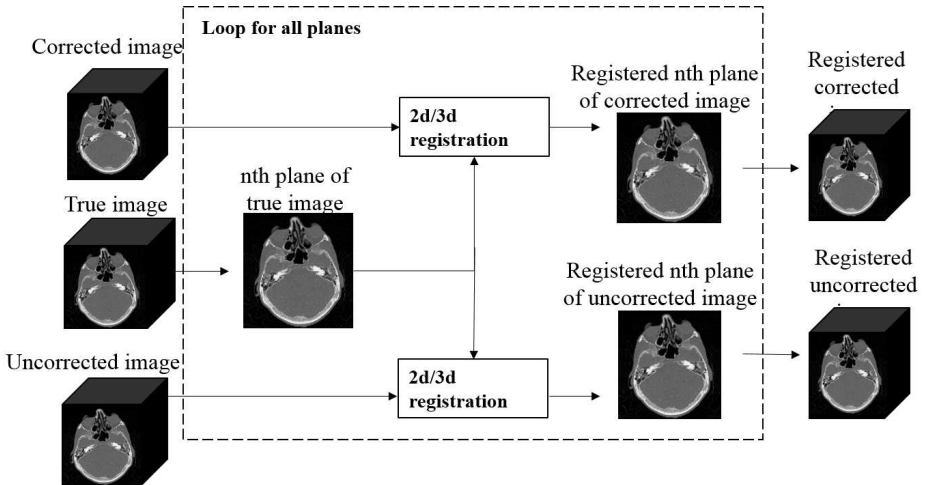 Loop for all planes
Corrected image
Registered nth plane
of corrected image
Registered
corrected
2d/3d
registration
nth plane of
true image
True image
Registered nth plane
of uncorrected image
Registered
uncorrected
Uncorrected image
2d/3d
registration